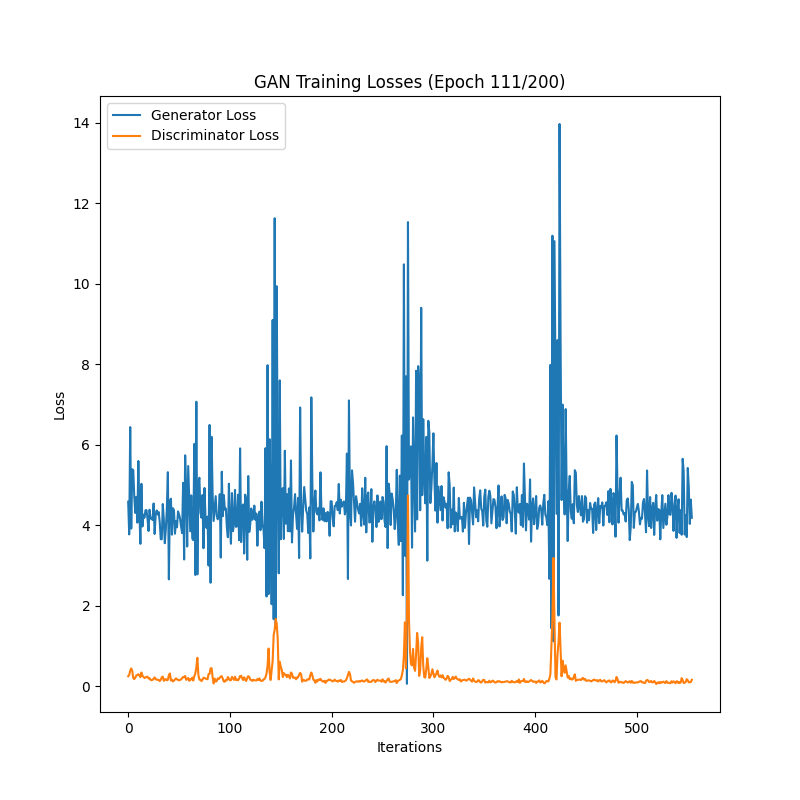 GAN Training Losses (Epoch 111/200)
Generator Loss
Discriminator Loss
14
12
10
8
6
4
2
0
Loss
0 100 200 300 400 500
Iterations